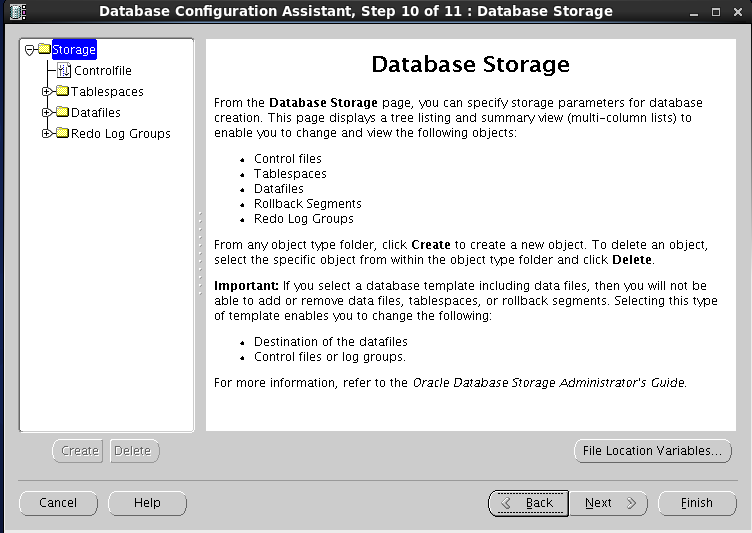 Database Configuration Assistant, Step 10 of 11 : Database Storage
Storage
Controlfile
Tablespaces
Datafiles
Redo Log Groups
Database Storage
From the Database Storage page, you can specify storage parameters for database
creation. This page displays a tree listing and summary view (multi-column lists) to
enable you to change and view the following objects:
• Control files
• Tablespaces
• Datafiles
• Rollback Segments
• Redo Log Groups
From any object type folder, click Create to create a new object. To delete an object,
select the specific object from within the object type folder and click Delete.
Important: If you select a database template including data files, then you will not be
able to add or remove data files, tablespaces, or rollback segments. Selecting this type
of template enables you to change the following:
• Destination of the datafiles
• Control files or log groups.
For more information, refer to the Oracle Database Storage Administrator's Guide.
Create Delete
File Location Variables...
Cancel Help Back Next Finish